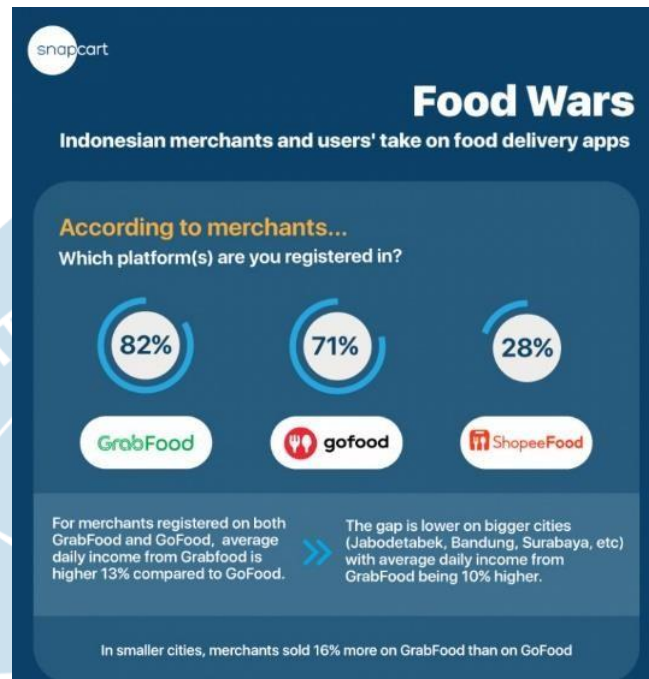 snapcart
Food Wars
Indonesian merchants and users' take on food delivery apps
According to merchants...
Which platform(s) are you registered in?
82%
71%
28%
GrabFood
gofood
ShopeeFood
For merchants registered on both
GrabFood and GoFood, average
daily income from Grabfood is
higher 13% compared to GoFood.
The gap is lower on bigger cities
(Jabodetabek, Bandung, Surabaya, etc)
with average daily income from
GrabFood being 10% higher.
In smaller cities, merchants sold 16% more on GrabFood than on GoFood